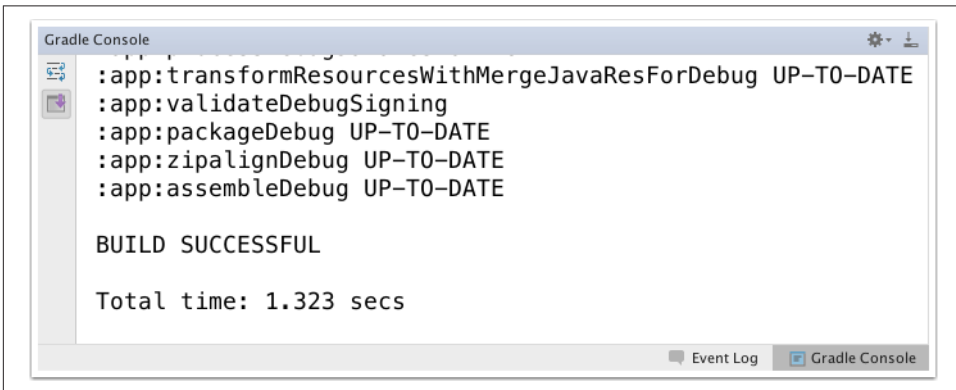 Gradle Console
:app:transformResourcesWithMergeJavaResForDebug UP-TO-DATE
:app:validateDebugSigning
:app:packageDebug UP-TO-DATE
:app:zipalignDebug UP-TO-DATE
:app:assembleDebug UP-TO-DATE
BUILD SUCCESSFUL
Total time: 1.323 secs
Event Log
Gradle Console